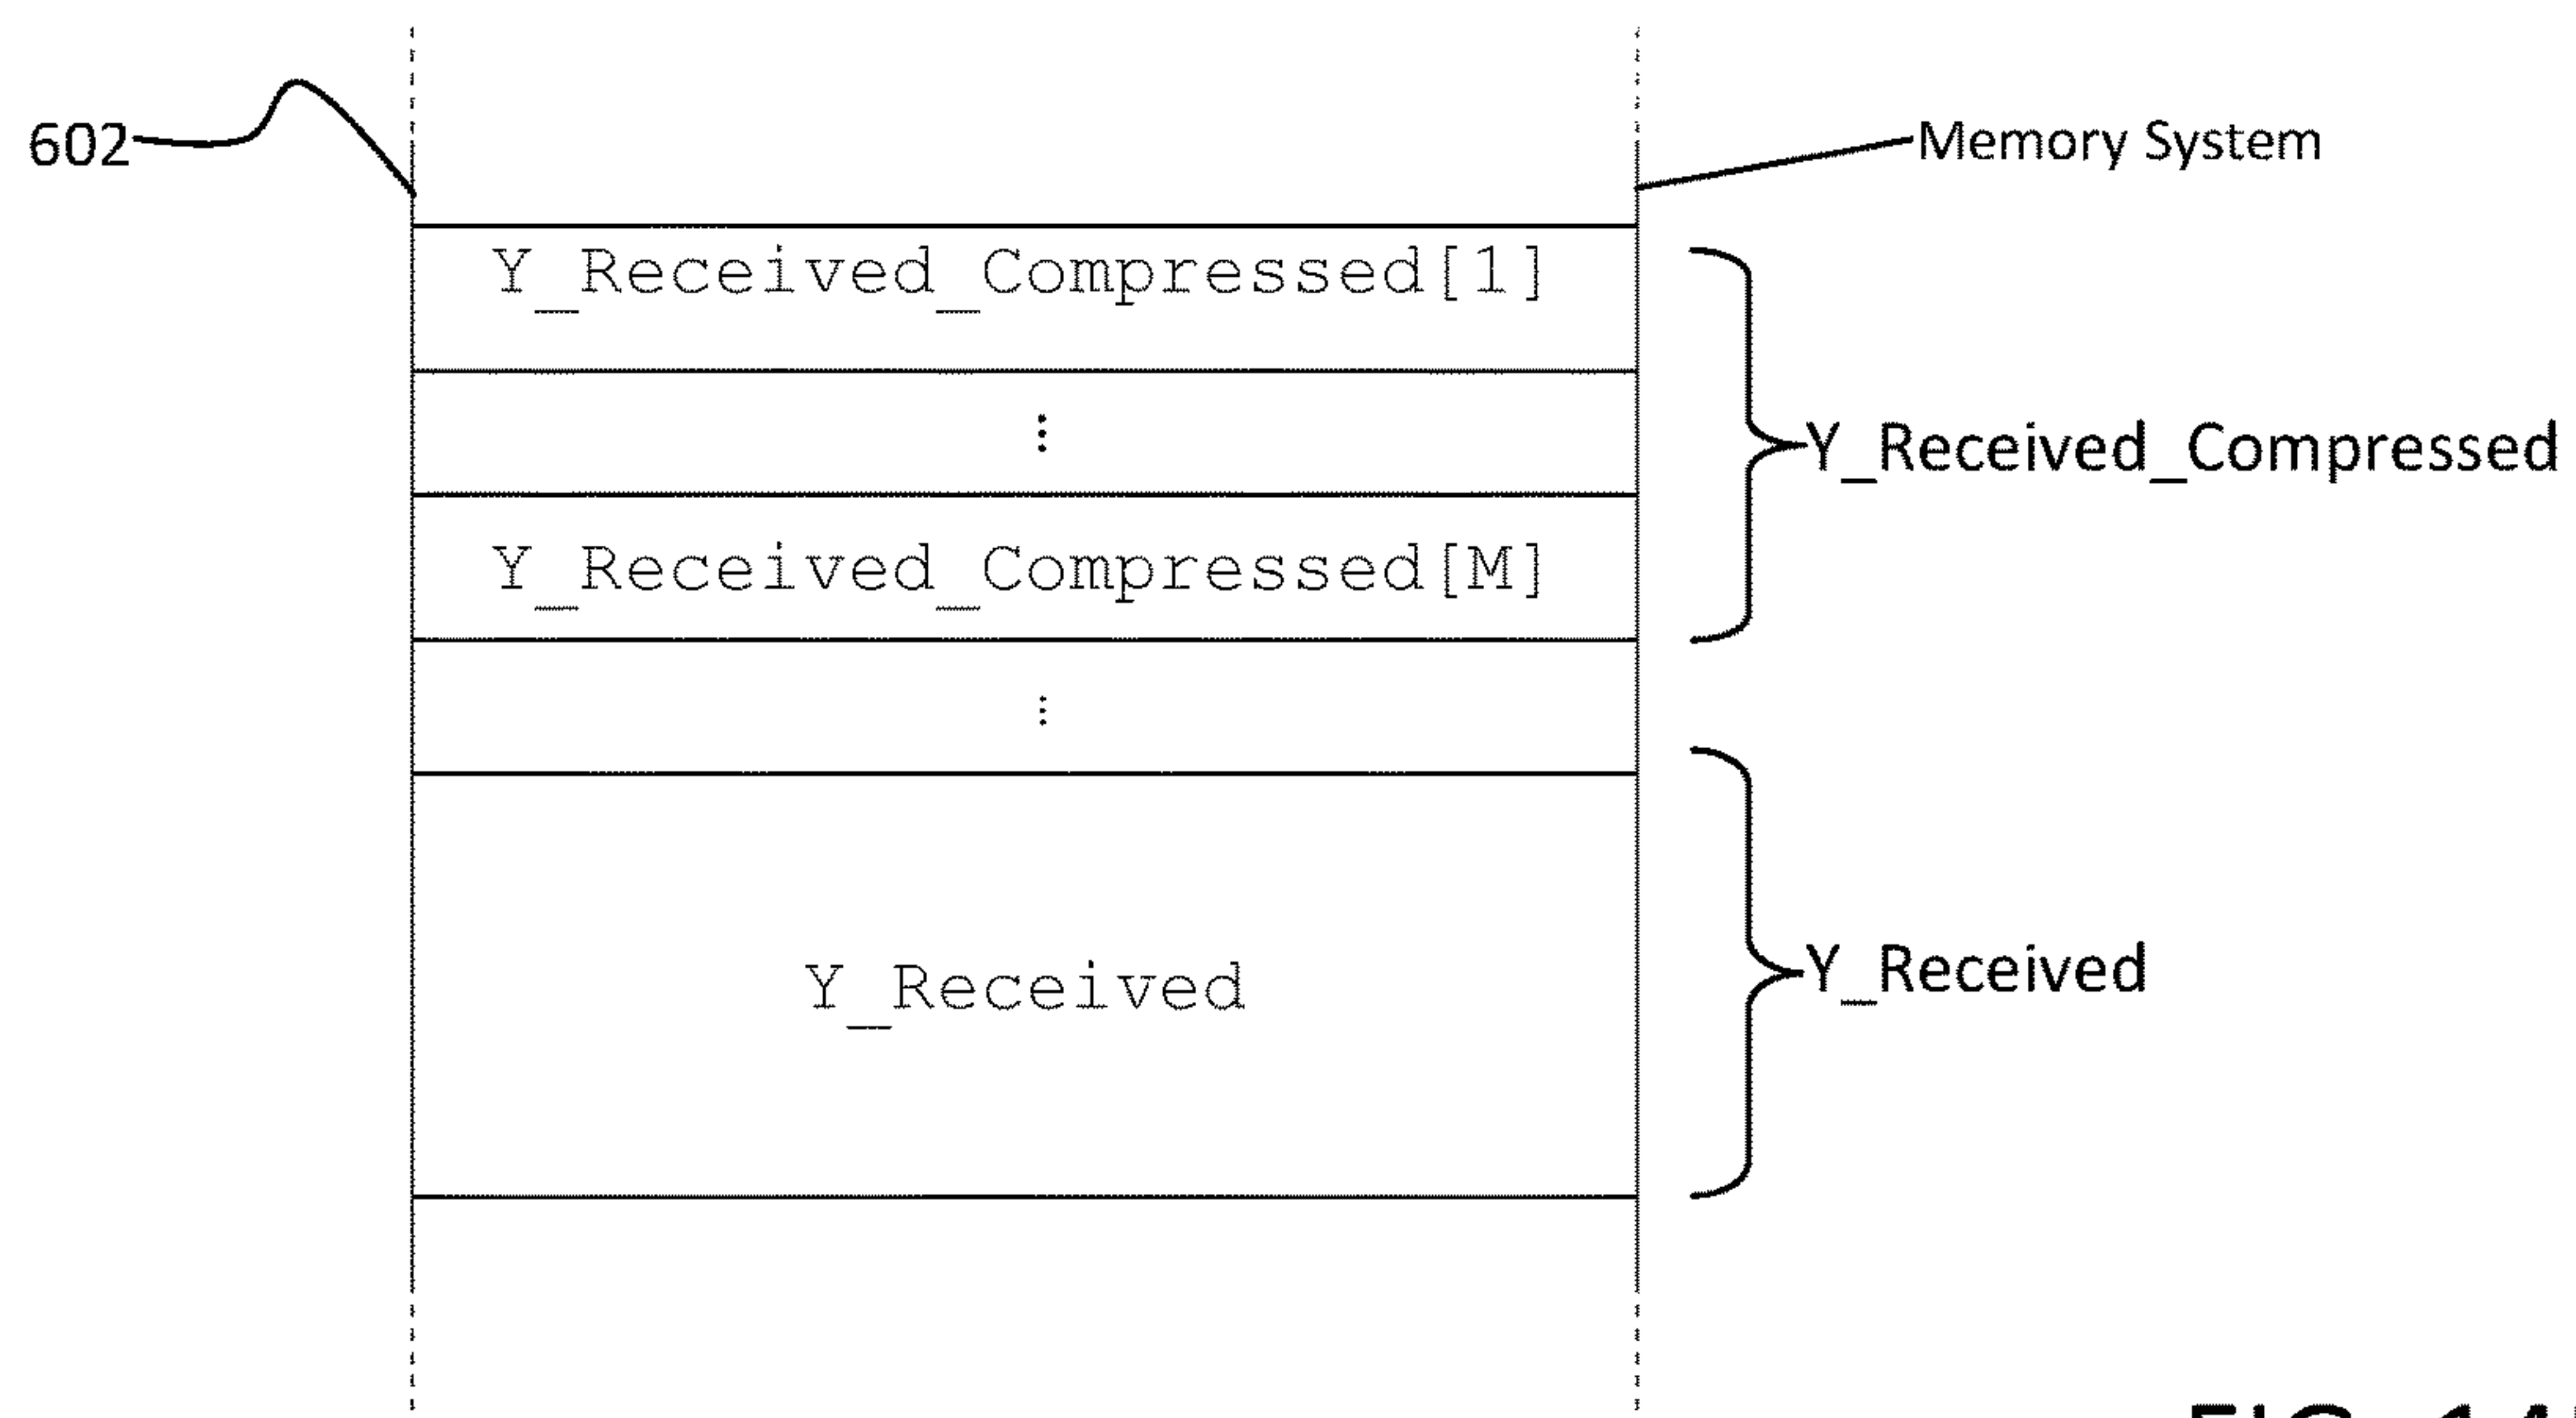 602
Memory System
Y_Received_Compressed[1]
⋮
Y_Received_Compressed
Y_Received_Compressed[M]
⋮
Y_Received
Y_Received